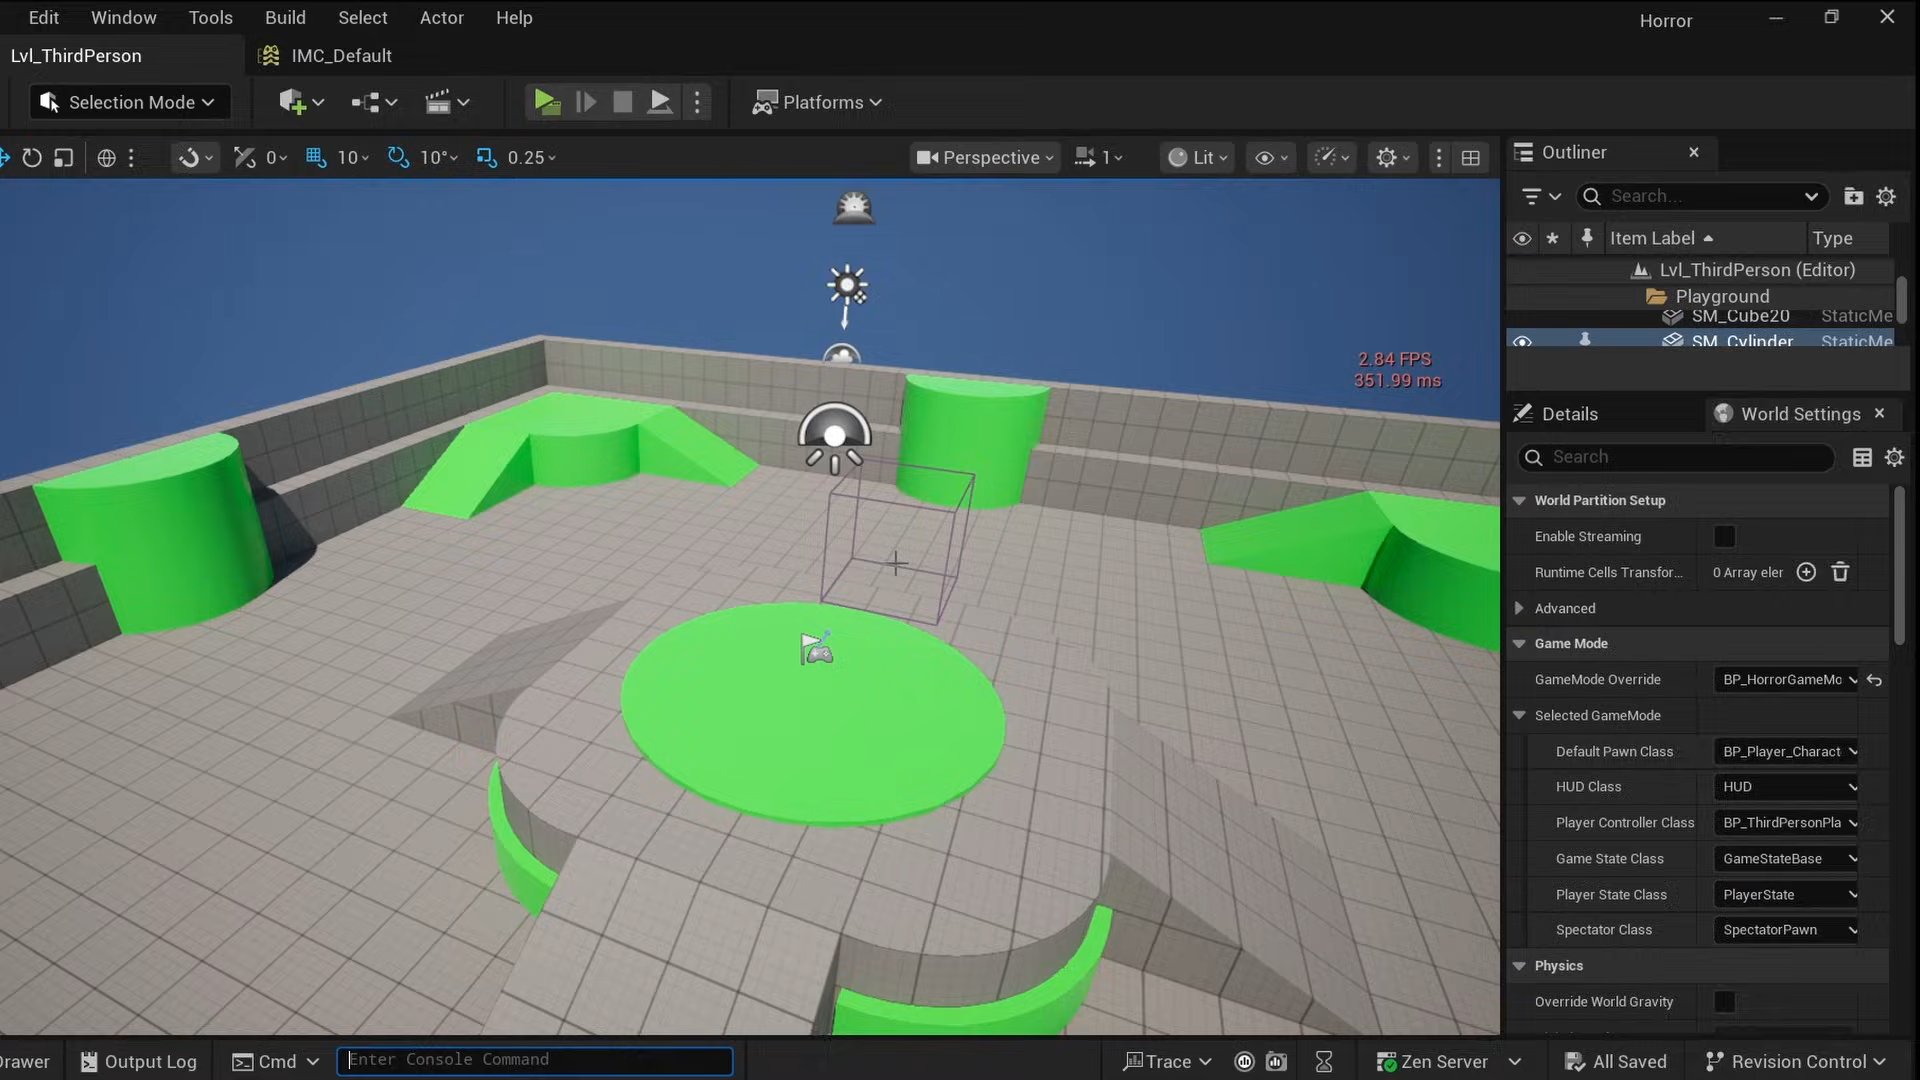 Edit Window Tools Build Select Actor Help
Horror
Lvl_ThirdPerson
IMC_Default
Selection Mode
Platforms
0
10
10°
0.25
Perspective
1
Lit
Outliner
Search...
Item Label
Type
Lvl_ThirdPerson (Editor)
Playground
SM_Cube20 StaticMe
SM_Cylinder StaticMe
2.84 FPS
351.99 ms
Details
World Settings
Search
World Partition Setup
Enable Streaming
Runtime Cells Transfor... 0 Array eler
Advanced
Game Mode
GameMode Override BP_HorrorGameMo
Selected GameMode
Default Pawn Class BP_Player_Charact
HUD Class HUD
Player Controller Class BP_ThirdPersonPla
Game State Class GameStateBase
Player State Class PlayerState
Spectator Class SpectatorPawn
Physics
Override World Gravity
Drawer
Output Log
Cmd
Enter Console Command
Trace
Zen Server
All Saved
Revision Control